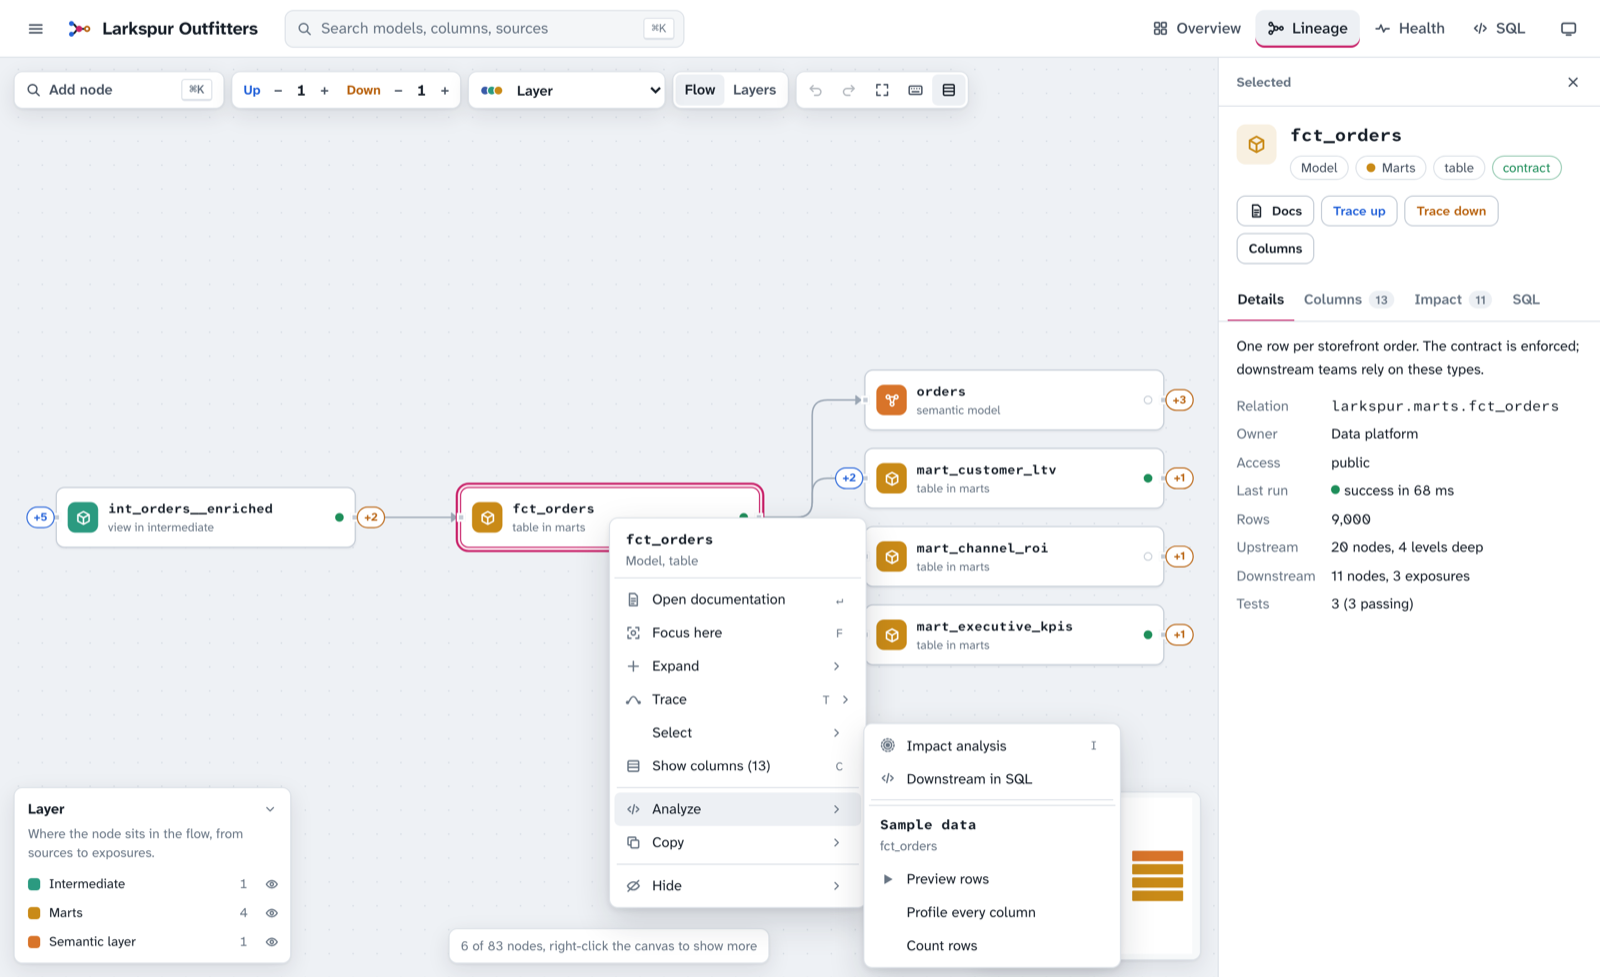 Larkspur Outfitters
Search models, columns, sources
⌘K
Overview
Lineage
Health
SQL
Add node
⌘K
Up − 1 +
Down − 1 +
Layer
Flow
Layers
Selected
fct_orders
Model
Marts
table
contract
Docs
Trace up
Trace down
Columns
Details
Columns 13
Impact 11
SQL
One row per storefront order. The contract is enforced;
downstream teams rely on these types.
Relation larkspur.marts.fct_orders
Owner Data platform
Access public
Last run success in 68 ms
Rows 9,000
Upstream 20 nodes, 4 levels deep
Downstream 11 nodes, 3 exposures
Tests 3 (3 passing)
+5
int_orders__enriched
view in intermediate
+2
fct_orders
table in marts
orders
semantic model
+3
+2
mart_customer_ltv
table in marts
+1
mart_channel_roi
table in marts
+1
mart_executive_kpis
table in marts
+1
fct_orders
Model, table
Open documentation ↵
Focus here F
Expand
Trace T
Select
Show columns (13) C
Analyze
Copy
Hide
Impact analysis I
Downstream in SQL
Sample data
fct_orders
Preview rows
Profile every column
Count rows
Layer
Where the node sits in the flow, from
sources to exposures.
Intermediate 1
Marts 4
Semantic layer 1
6 of 83 nodes, right-click the canvas to show more